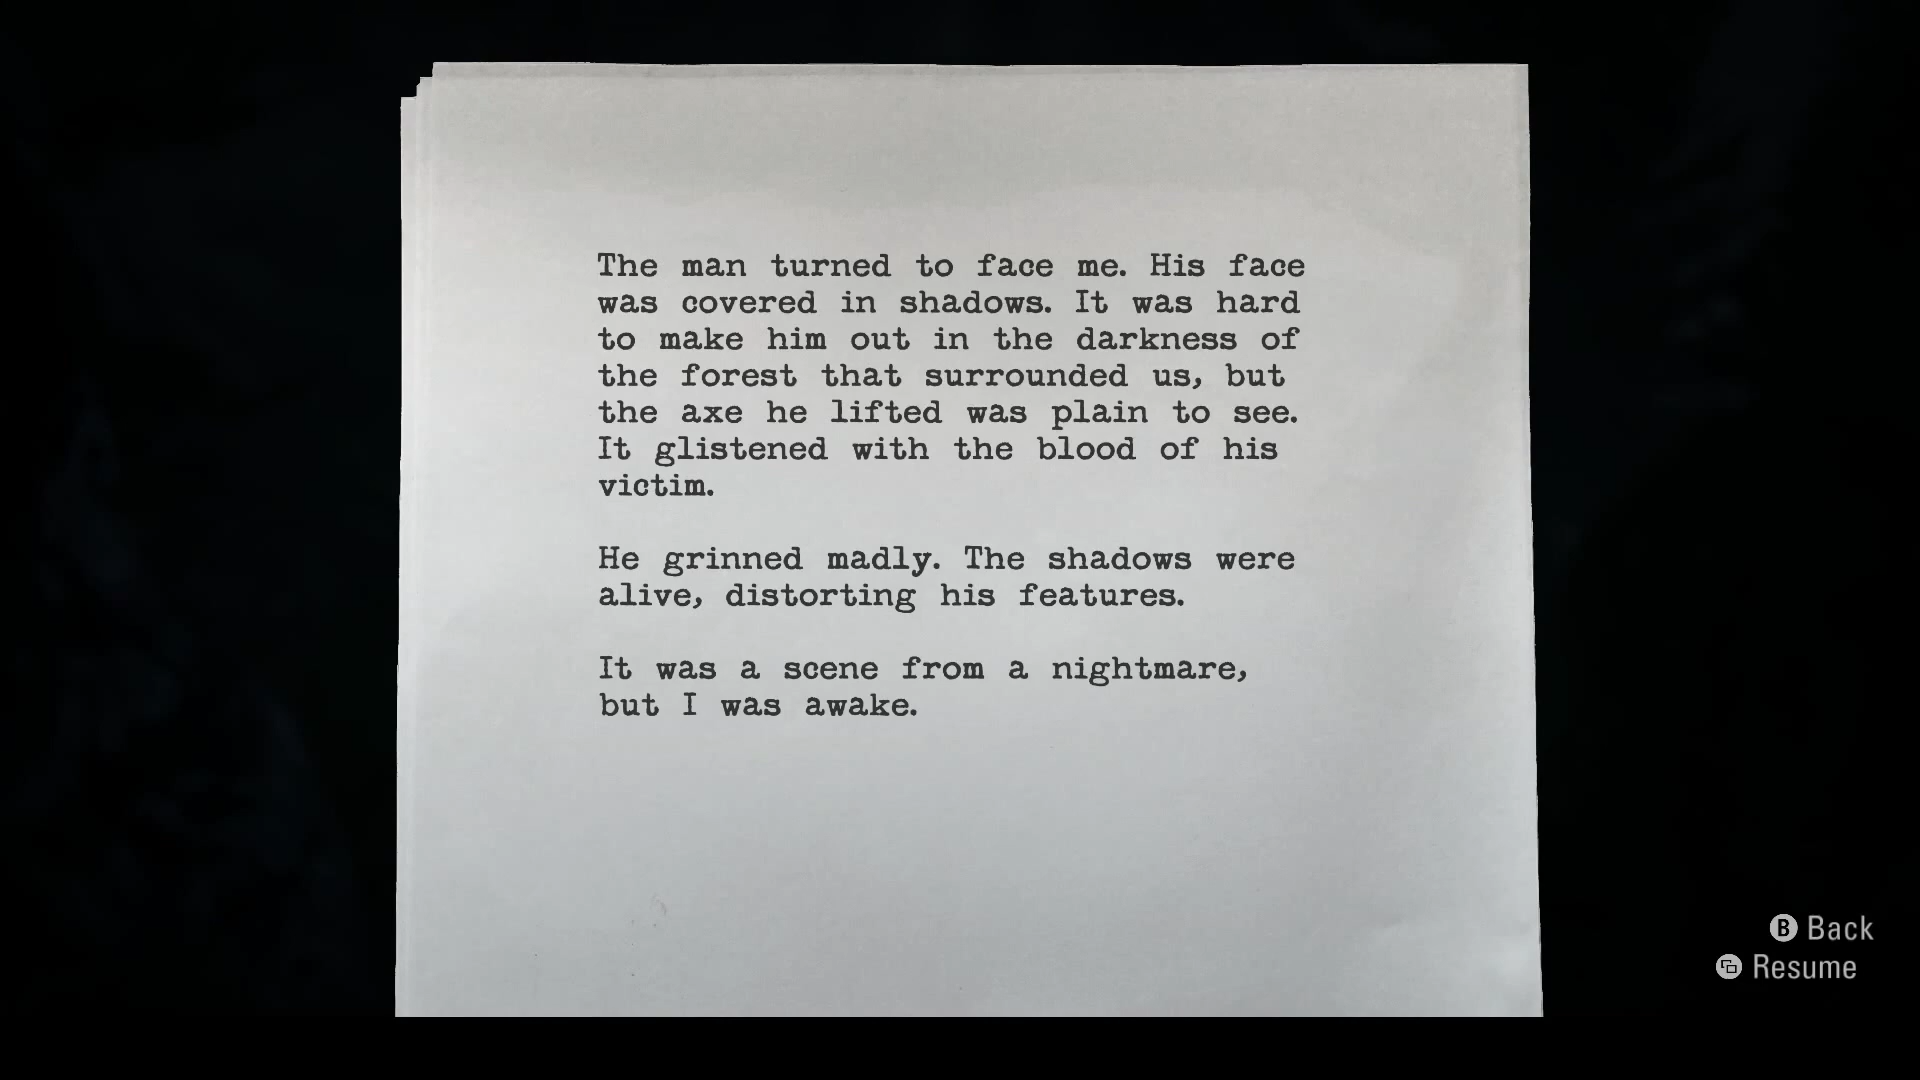 The man turned to face me. His face
was covered in shadows. It was hard
to make him out in the darkness of
the forest that surrounded us, but
the axe he lifted was plain to see.
It glistened with the blood of his
victim.
He grinned madly. The shadows were
alive, distorting his features.
It was a scene from a nightmare,
but I was awake.
B Back
Resume